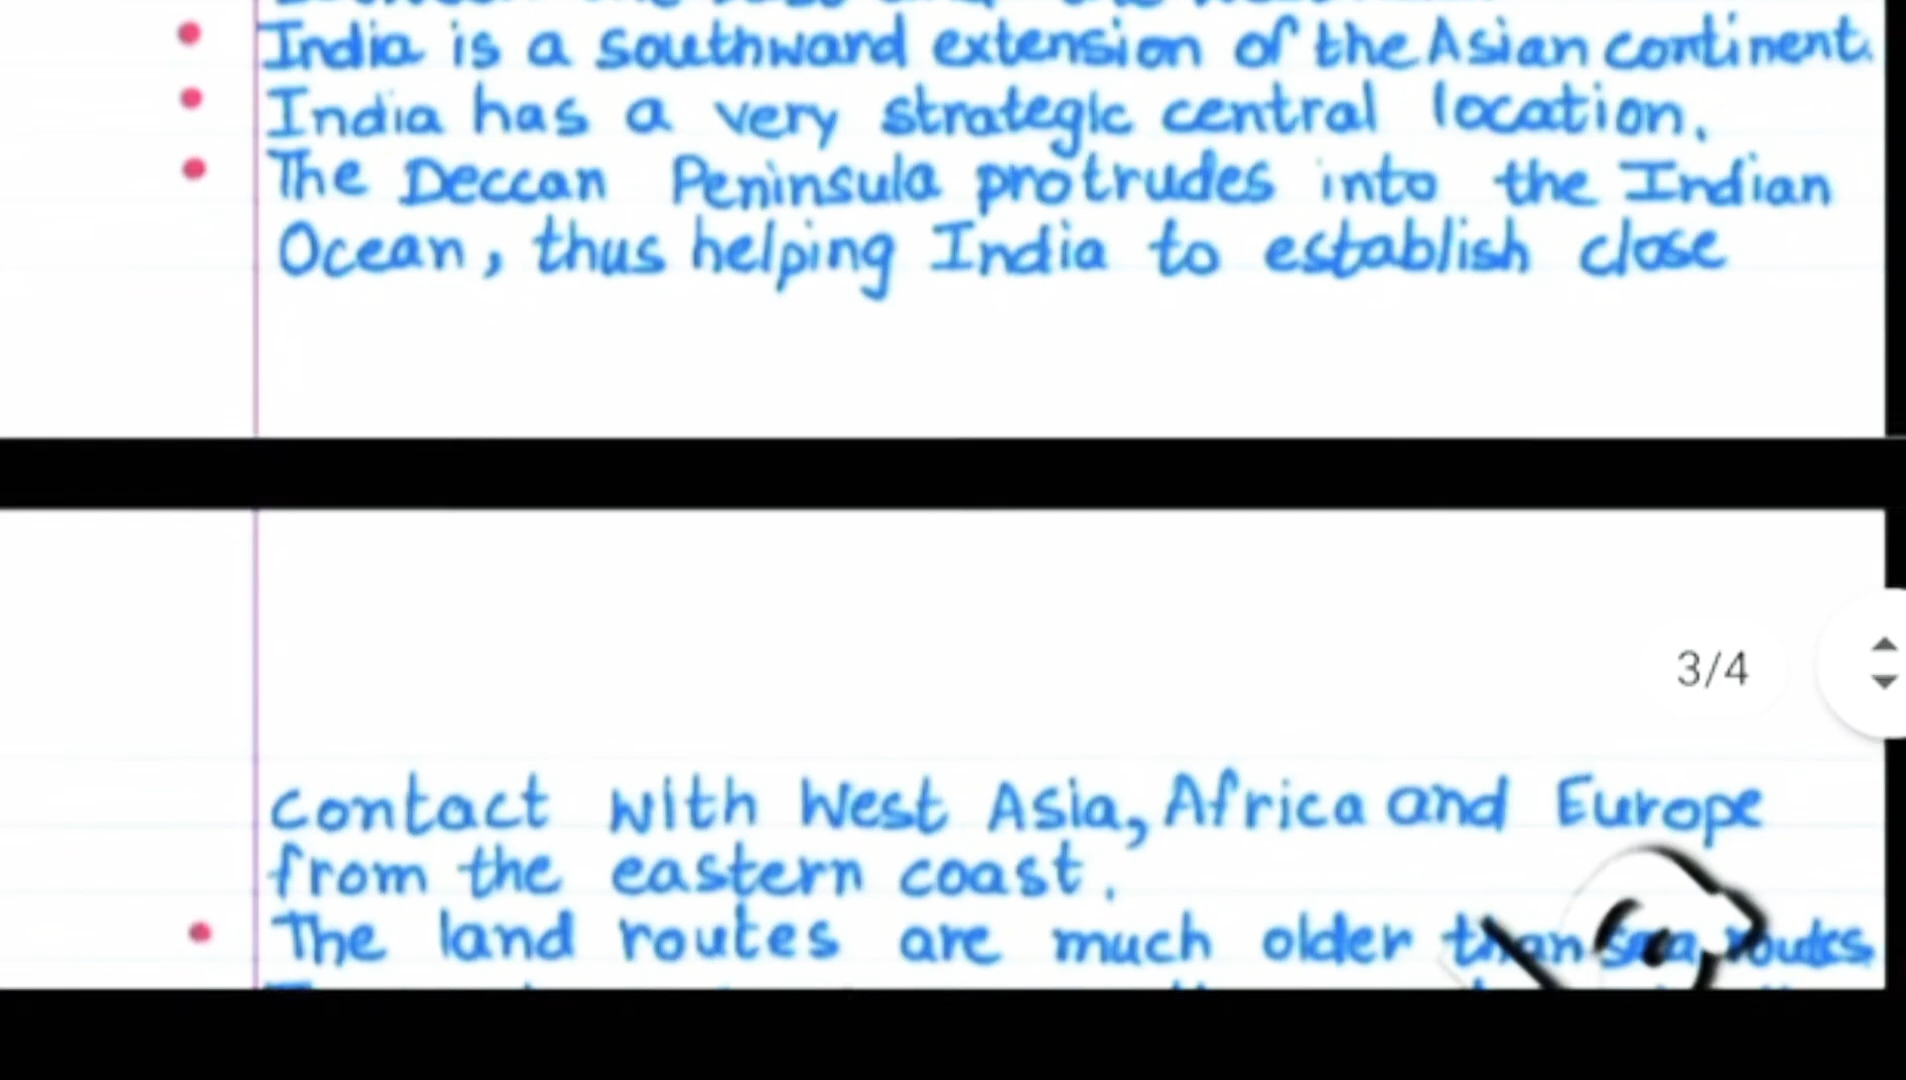 India is a southward extension of the Asian continent.
India has a very strategic central location.
The Deccan Peninsula protrudes into the Indian
Ocean, thus helping India to establish close
3/4
contact with West Asia, Africa and Europe
from the eastern coast.
The land routes are much older than sea routes